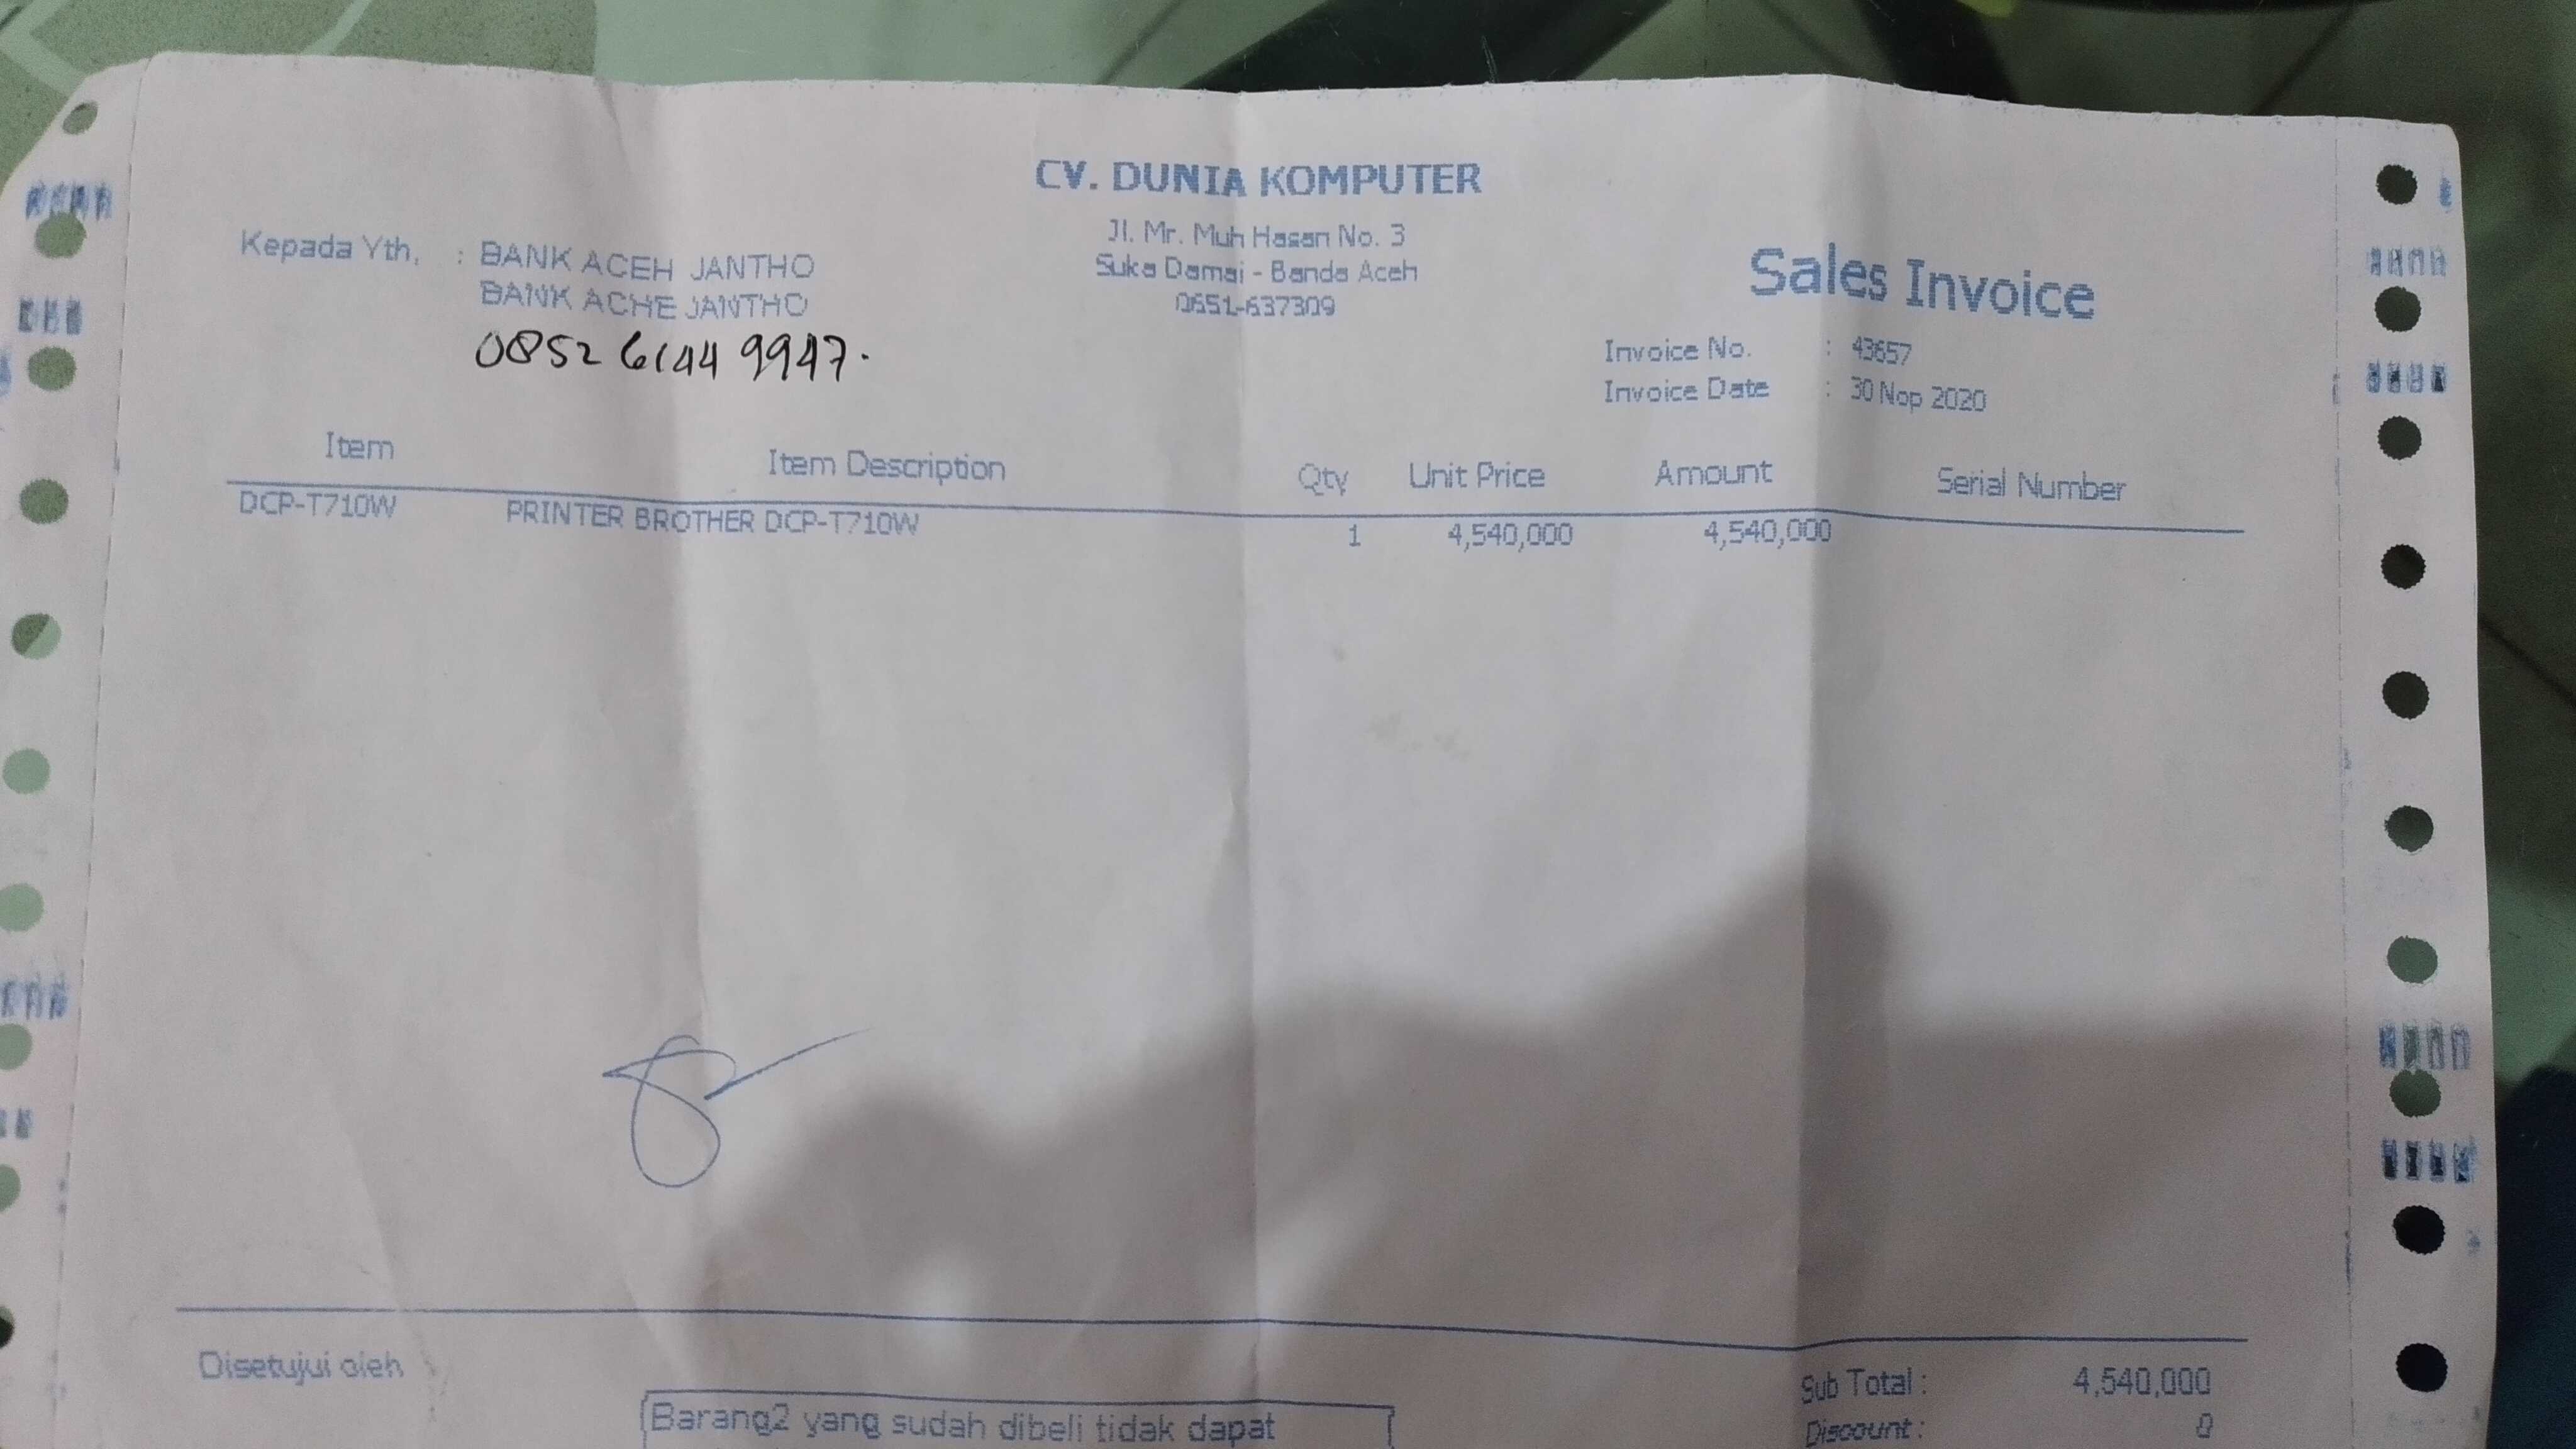 CV. DUNIA KOMPUTER
Jl. Mr. Muh Hasan No. 3
Suka Damai - Banda Aceh
0651-637309
Kepada Yth, : BANK ACEH JANTHO
BANK ACHE JANTHO
0852 6144 9947.
Sales Invoice
Invoice No. : 43657
Invoice Date : 30 Nop 2020
Item Item Description Qty Unit Price Amount Serial Number
DCP-T710W PRINTER BROTHER DCP-T710W 1 4,540,000 4,540,000
Disetujui oleh
Barang2 yang sudah dibeli tidak dapat
Sub Total : 4,540,000
Discount : 0